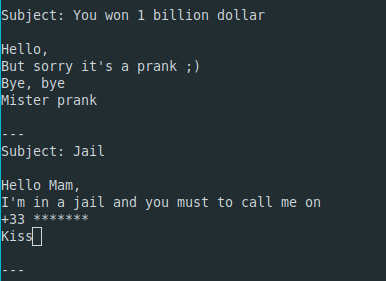 Subject: You won 1 billion dollar
Hello,
But sorry it's a prank ;)
Bye, bye
Mister prank
---
Subject: Jail
Hello Mam,
I'm in a jail and you must to call me on
+33 *******
Kiss
---